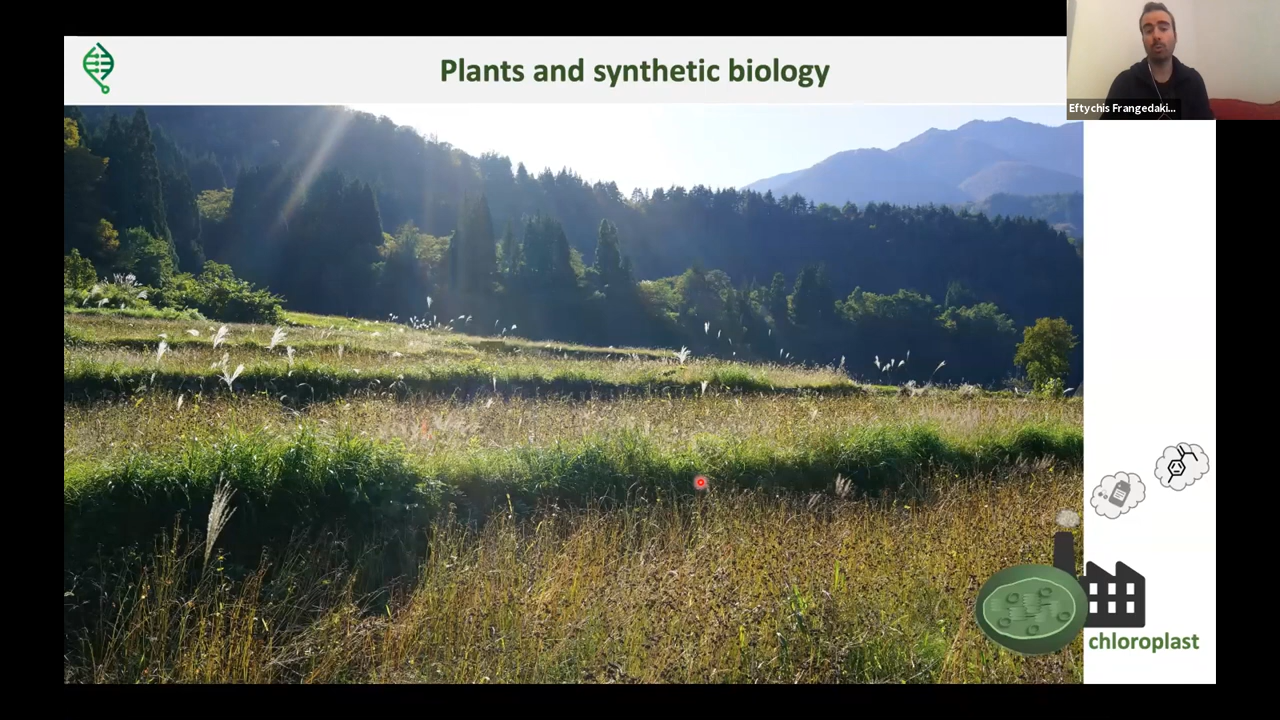 Plants and synthetic biology
Eftychis Frangedaki...
chloroplast